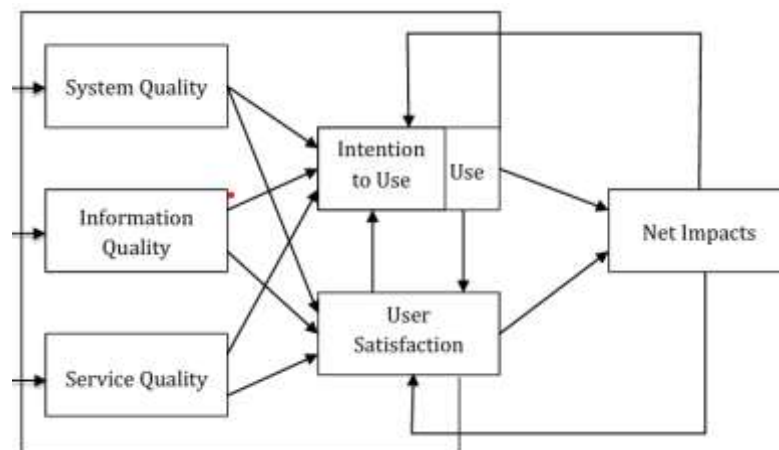 System Quality
Intention
to Use
Use
Information
Quality
Net Impacts
User
Satisfaction
Service Quality